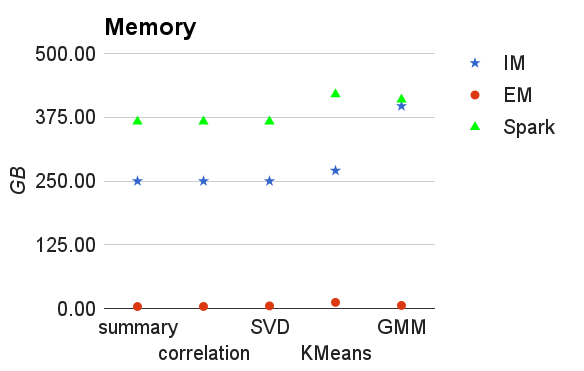 Memory
500.00
375.00
250.00
125.00
0.00
GB
summary
correlation
SVD
KMeans
GMM
IM
EM
Spark